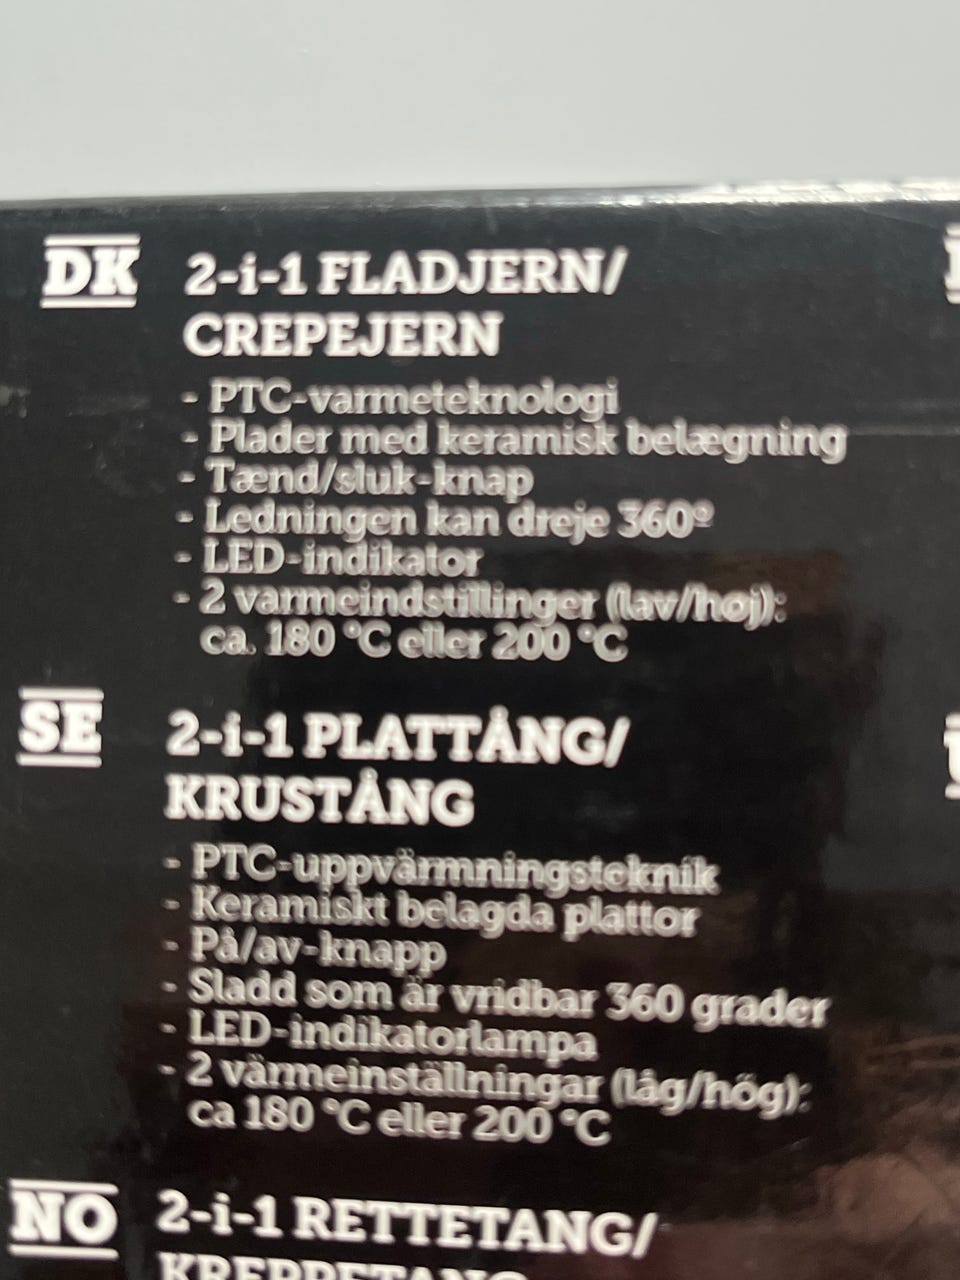 DK
2-i-1 FLADJERN/
CREPEJERN
- PTC-varmeteknologi
- Plader med keramisk belægning
- Tænd/sluk-knap
- Ledningen kan dreje 360°
- LED-indikator
- 2 varmeindstillinger (lav/høj):
ca. 180 °C eller 200 °C
SE
2-i-1 PLATTÅNG/
KRUSTÅNG
- PTC-uppvärmningsteknik
- Keramiskt belagda plattor
- På/av-knapp
- Sladd som är vridbar 360 grader
- LED-indikatorlampa
- 2 värmeinställningar (låg/hög):
ca 180 °C eller 200 °C
NO
2-i-1 RETTETANG/
KREPPETANG